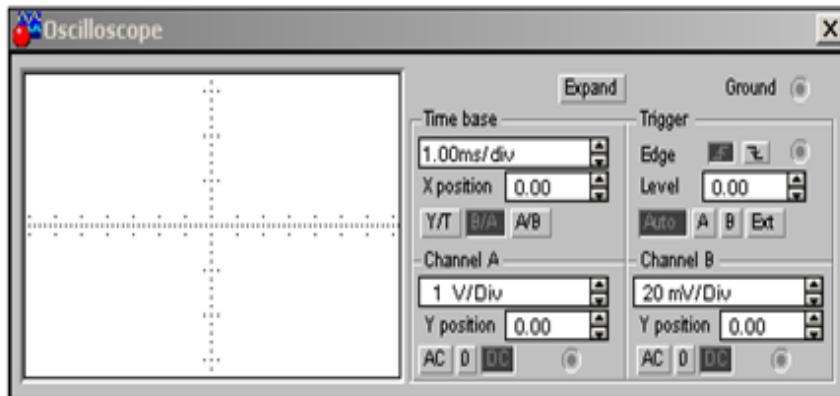 Oscilloscope
X
Expand
Ground
Time base
1.00ms/div
X position 0.00
Y/T B/A A/B
Trigger
Edge
Level 0.00
Auto A B Ext
Channel A
1 V/Div
Y position 0.00
AC 0 DC
Channel B
20 mV/Div
Y position 0.00
AC 0 DC